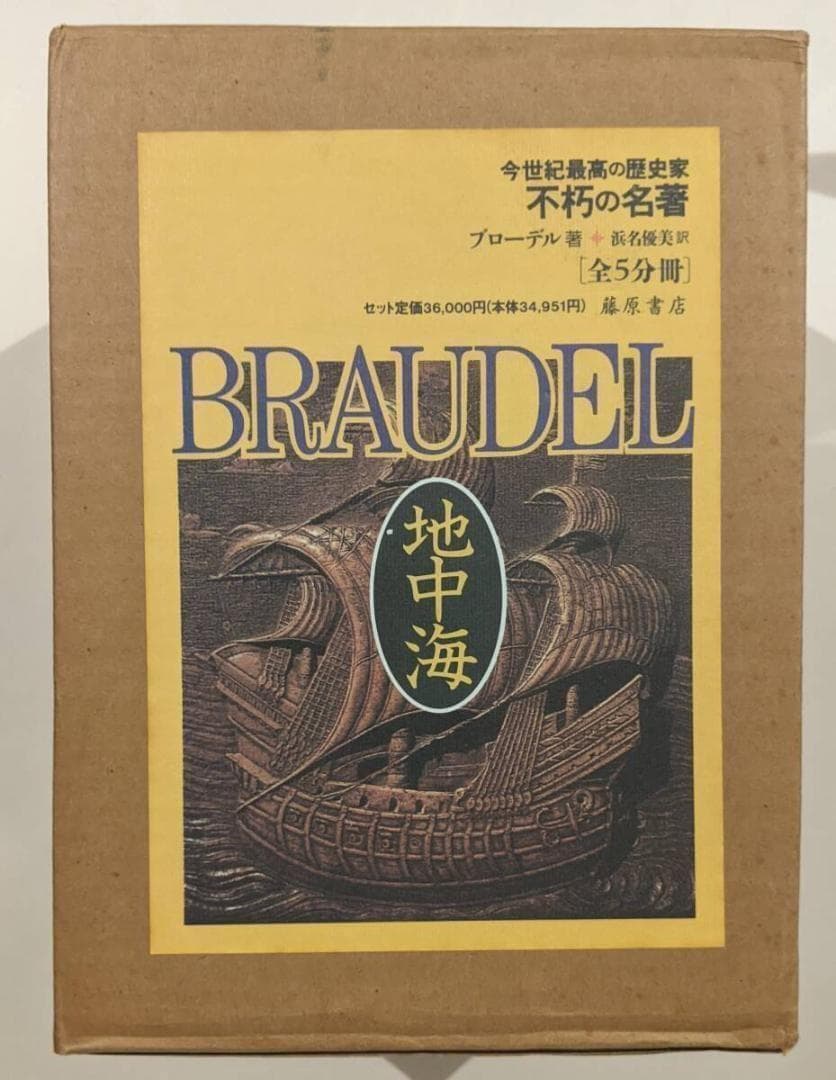 今世紀最高の歴史家
不朽の名著
ブローデル著 ✦ 浜名優美訳
[全5分冊]
セット定価36,000円(本体34,951円) 藤原書店
BRAUDEL
地中海